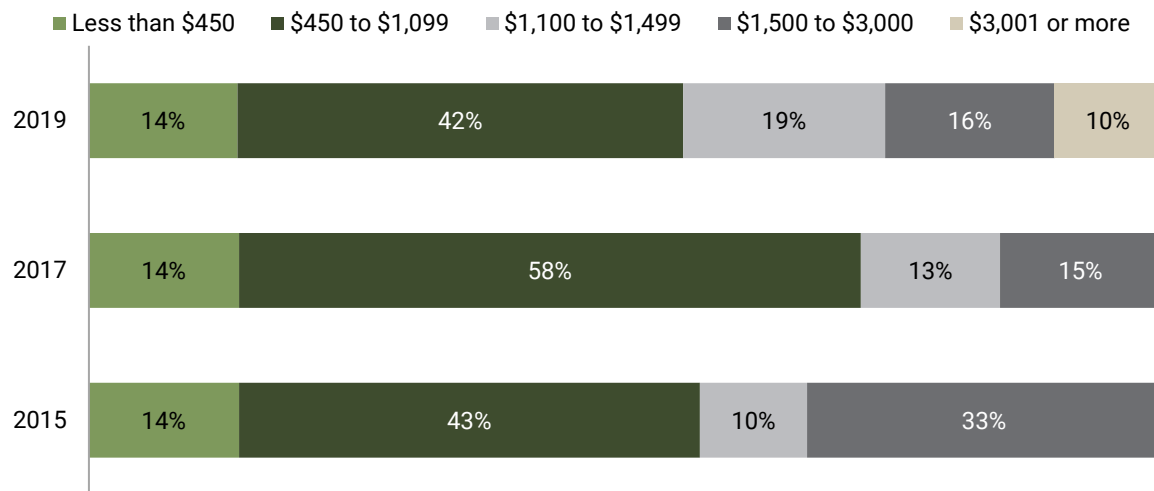 Less than $450 $450 to $1,099 $1,100 to $1,499 $1,500 to $3,000 $3,001 or more
2019 14% 42% 19% 16% 10%
2017 14% 58% 13% 15%
2015 14% 43% 10% 33%